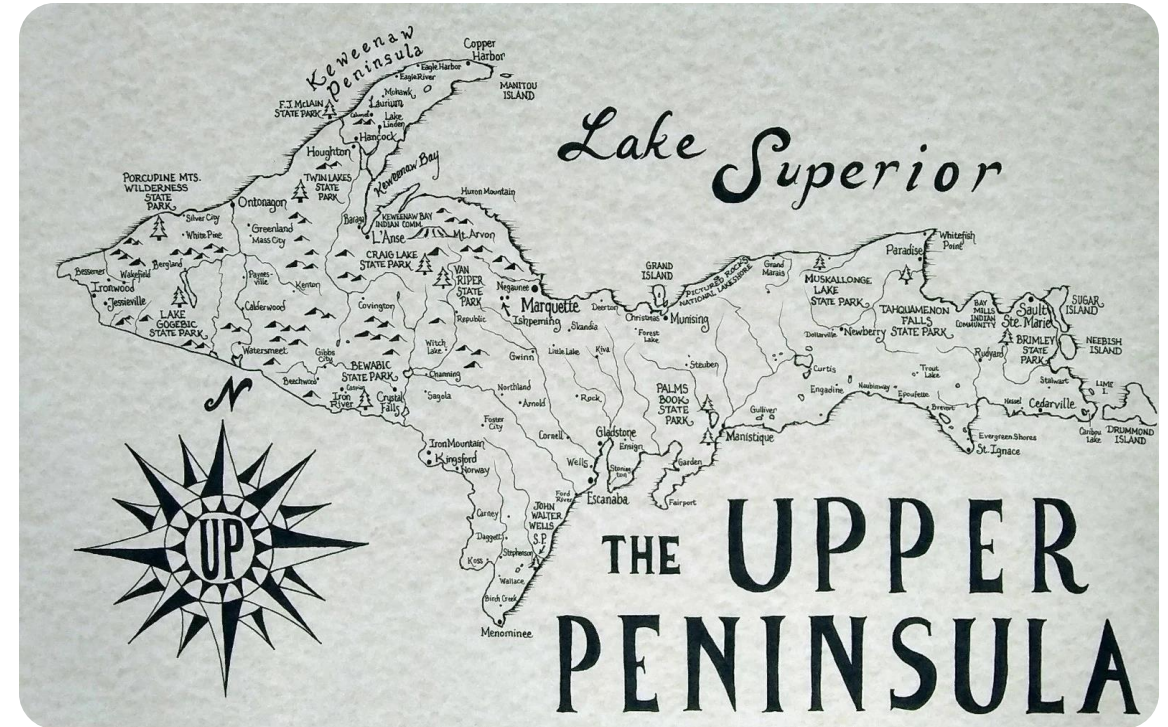 Keweenaw
Peninsula
Copper
Harbor
Eagle Harbor
Eagle River
MANITOU
ISLAND
Mohawk
F.J. McLAIN
STATE PARK
Laurium
Calumet
Lake
Linden
Hancock
Houghton
Lake Superior
Keweenaw Bay
PORCUPINE MTS.
WILDERNESS
STATE
PARK
TWIN LAKES
STATE
PARK
Huron Mountain
Silver City
Ontonagon
White Pine
Greenland
Mass City
Baraga
KEWEENAW BAY
INDIAN COMM.
L'Anse
Mt. Arvon
Whitefish
Point
Paradise
Bergland
CRAIG LAKE
STATE PARK
Bessemer
Wakefield
Ironwood
Jessieville
Paynes-
ville
Kenton
VAN
RIPER
STATE
PARK
Negaunee
Marquette
Ishpeming
GRAND
ISLAND
PICTURED ROCKS
NATIONAL LAKESHORE
Grand
Marais
MUSKALLONGE
LAKE
STATE PARK
TAHQUAMENON
FALLS
STATE PARK
BAY
MILLS
INDIAN
COMMUNITY
Sault
Ste. Marie
SUGAR
ISLAND
LAKE
GOGEBIC
STATE PARK
Calderwood
Covington
Republic
Deerton
Christmas
Munising
Skandia
Forest
Lake
Dollarville
Newberry
BRIMLEY
STATE
PARK
NEEBISH
ISLAND
Rudyard
Watersmeet
Gibbs
City
Witch
Lake
Gwinn
Little Lake
Kiva
Steuben
Curtis
Trout
Lake
BEWABIC
STATE PARK
Channing
Beechwood
Caspian
Iron
River
Crystal
Falls
Sagola
Northland
Arnold
Rock
PALMS
BOOK
STATE
PARK
Engadine
Naubinway
Epoufette
Brevort
Stalwart
LIME
I.
Hessel
Cedarville
Caribou
Lake
DRUMMOND
ISLAND
Gulliver
Foster
City
Cornell
Gladstone
Ensign
Manistique
Evergreen Shores
St. Ignace
N
Iron Mountain
Kingsford
Norway
Wells
Stoning
ton
Garden
Fairport
Ford
River
Escanaba
Carney
JOHN
WALTER
WELLS
S.P.
Daggett
Stephenson
Koss
Wallace
Birch Creek
Menominee
UP
THE UPPER
PENINSULA